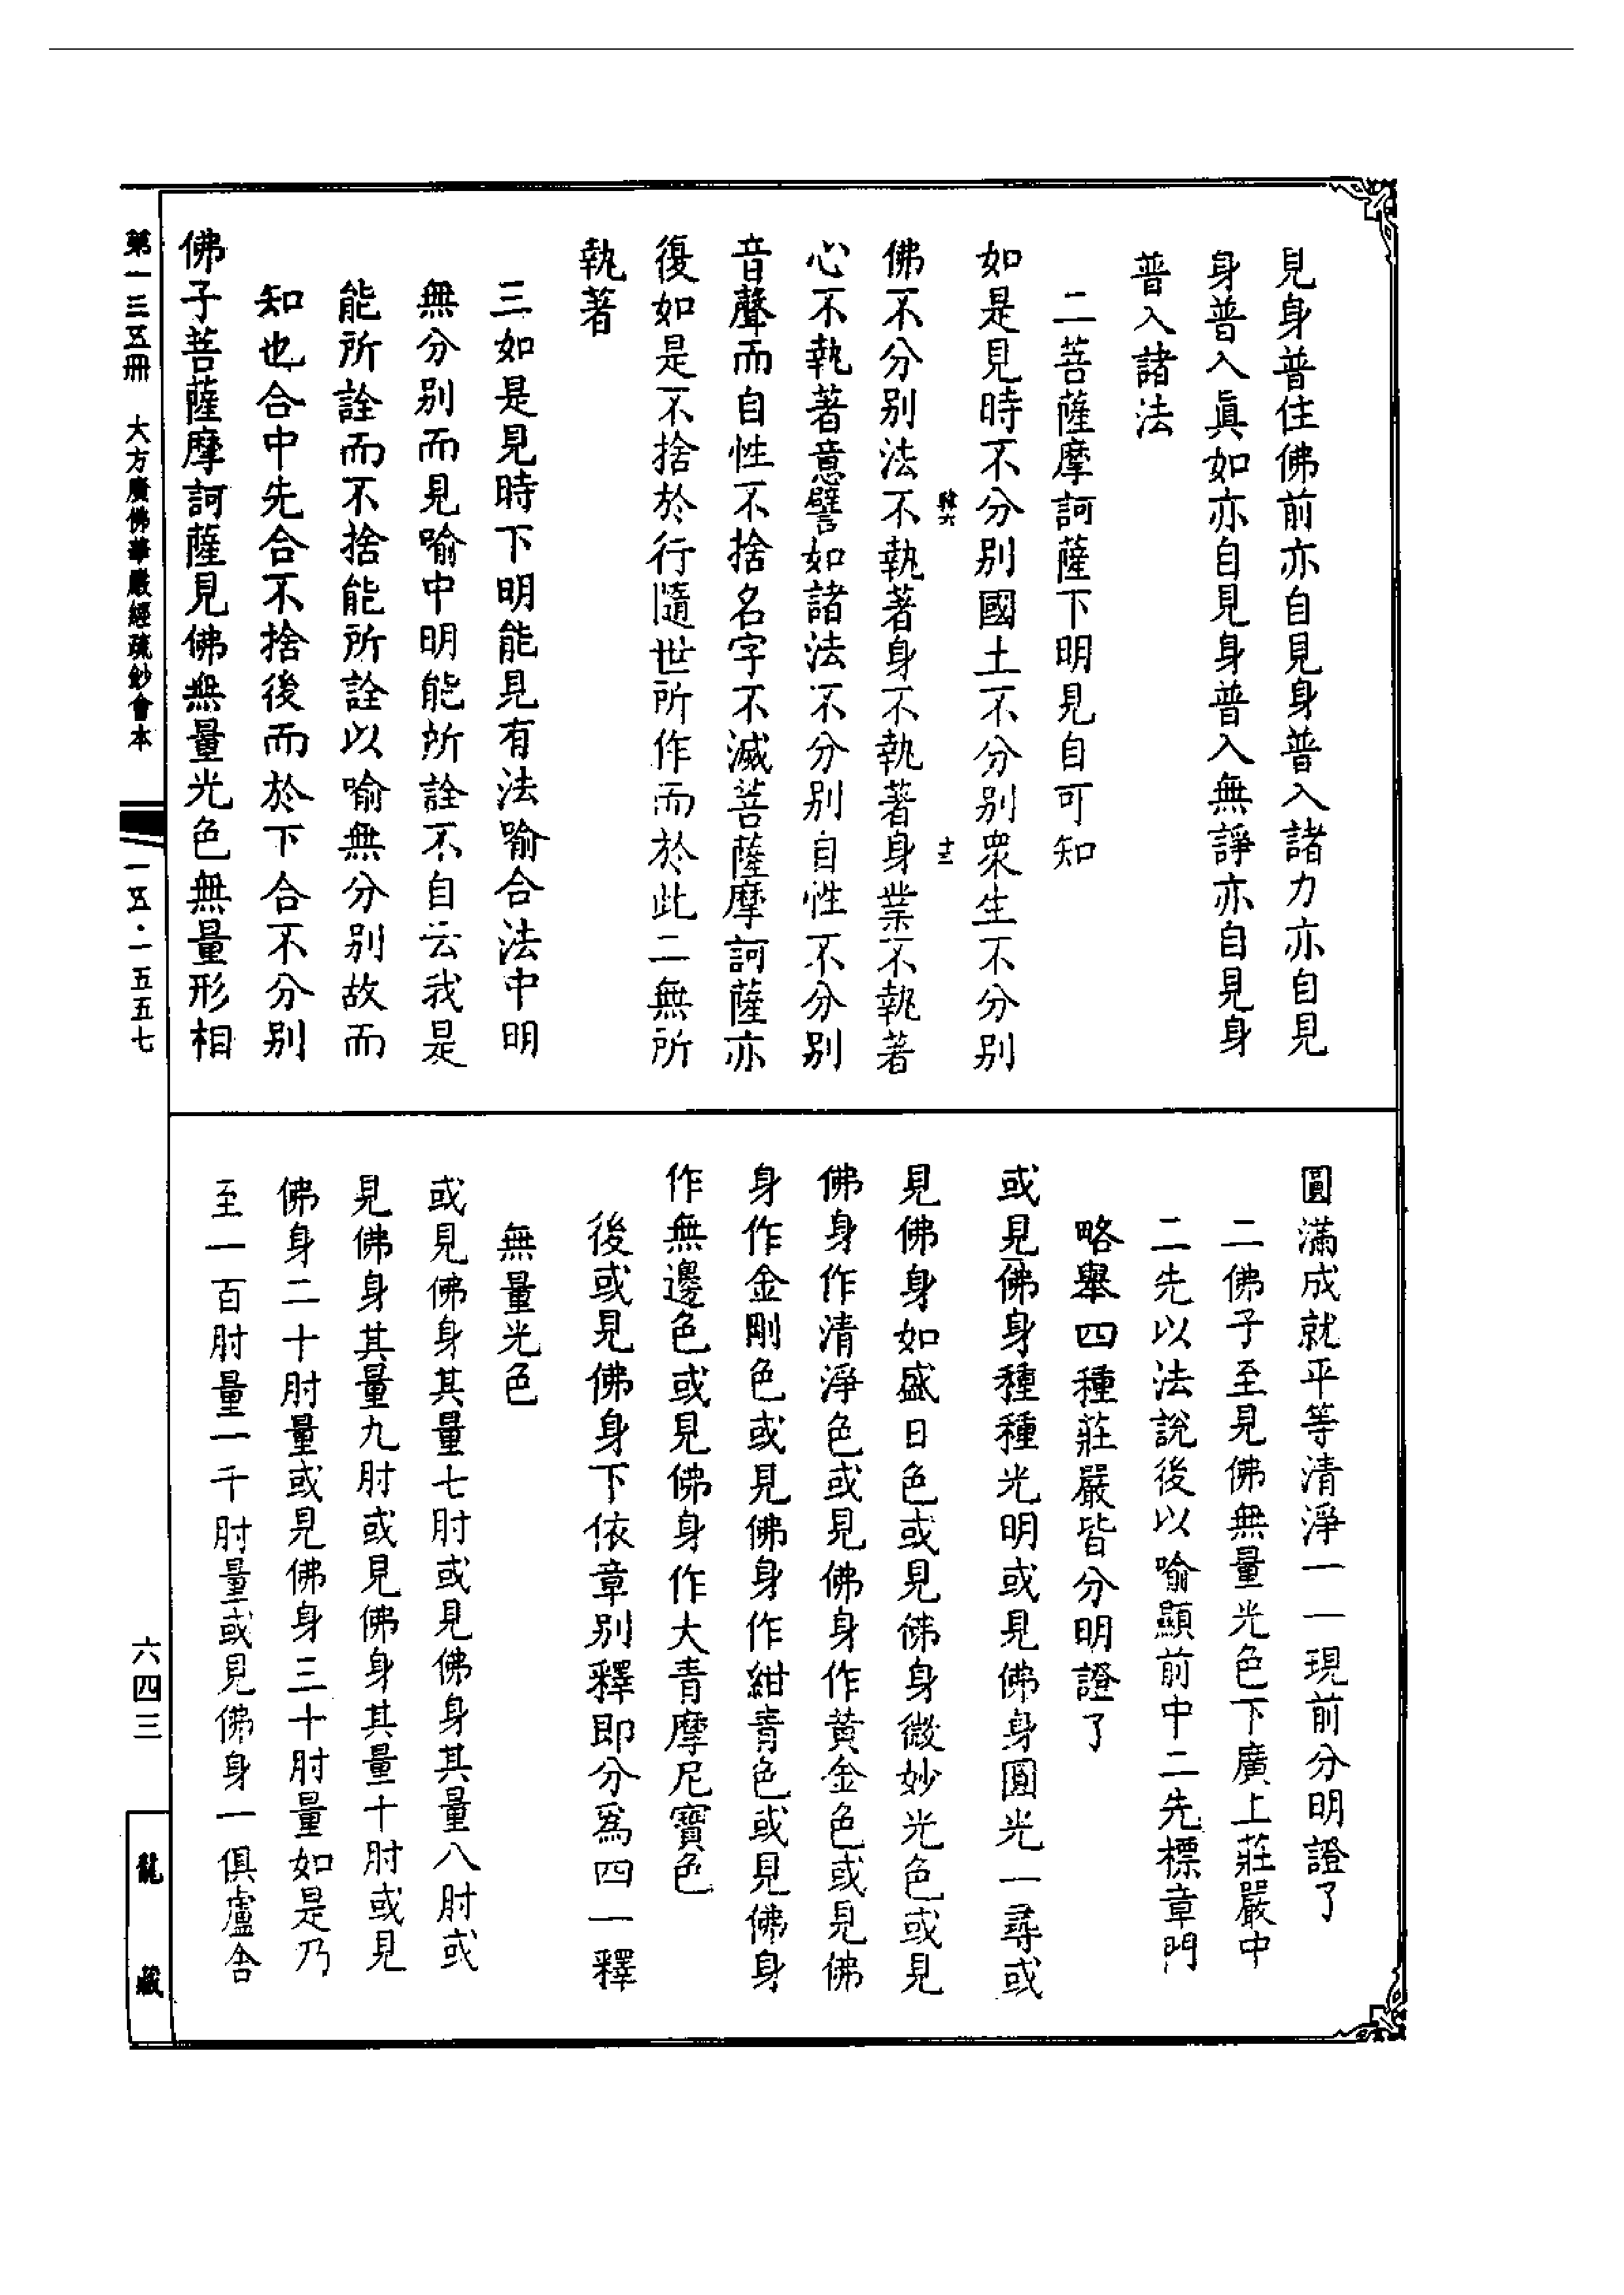 見身普住佛前亦自見身普入諸力亦自見
身普入眞如亦自見身普入無諍亦自見身
普入諸法
二菩薩摩訶薩下明見自可知
如是見時不分別國土不分別衆生不分別
佛不分別法不執著身不執著身業不執著
心不執著意譬如諸法不分別自性不分別
音聲而自性不捨名字不滅菩薩摩訶薩亦
復如是不捨於行隨世所作而於此二無所
執著
三如是見時下明能見有法喻合法中明
無分別而見喻中明能所詮不自云我是
能所詮而不捨能所詮以喻無分別故而
知也合中先合不捨後而於下合不分別
佛子菩薩摩訶薩見佛無量光色無量形相
圓滿成就平等清淨一一現前分明證了
二佛子至見佛無量光色下廣上莊嚴中
二先以法說後以喻顯前中二先標章門
略舉四種莊嚴皆分明證了
或見佛身種種光明或見佛身圓光一尋或
見佛身如盛日色或見佛身微妙光色或見
佛身作清淨色或見佛身作黃金色或見佛
身作金剛色或見佛身作紺青色或見佛身
作無邊色或見佛身作大青摩尼寶色
後或見佛身下依章別釋即分爲四一釋
無量光色
或見佛身其量七肘或見佛身其量八肘或
見佛身其量九肘或見佛身其量十肘或見
佛身二十肘量或見佛身三十肘量如是乃
至一百肘量一千肘量或見佛身一俱盧舍
第一三五冊 大方廣佛華嚴經疏鈔會本
一五·一五五七
六四三
龍藏